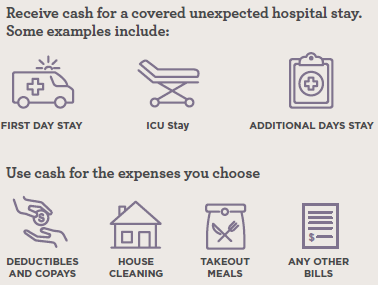 Receive cash for a covered unexpected hospital stay.
Some examples include:
FIRST DAY STAY
ICU Stay
ADDITIONAL DAYS STAY
Use cash for the expenses you choose
$
$
DEDUCTIBLES
AND COPAYS
HOUSE
CLEANING
TAKEOUT
MEALS
ANY OTHER
BILLS